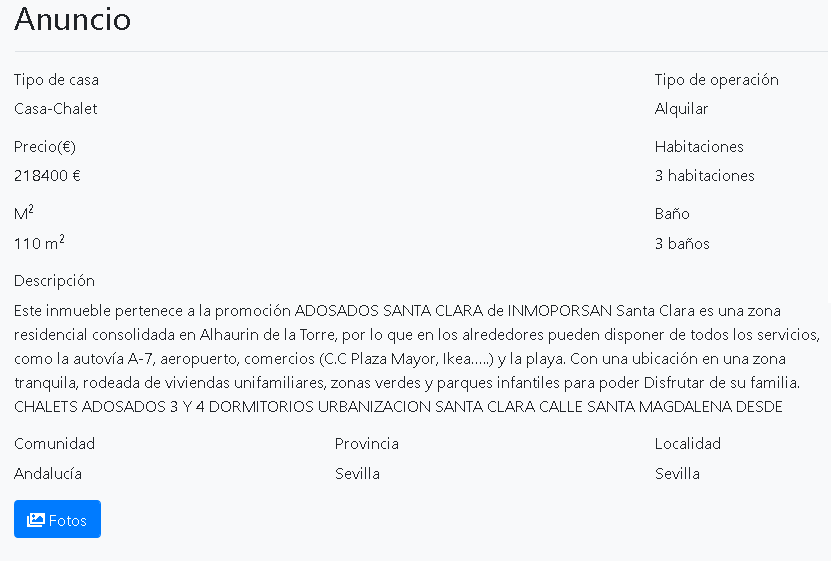 Anuncio
Tipo de casa
Tipo de operación
Casa-Chalet
Alquilar
Precio(€)
Habitaciones
218400 €
3 habitaciones
M²
Baño
110 m²
3 baños
Descripción
Este inmueble pertenece a la promoción ADOSADOS SANTA CLARA de INMOPORSAN Santa Clara es una zona
residencial consolidada en Alhaurin de la Torre, por lo que en los alrededores pueden disponer de todos los servicios,
como la autovía A-7, aeropuerto, comercios (C.C Plaza Mayor, Ikea.....) y la playa. Con una ubicación en una zona
tranquila, rodeada de viviendas unifamiliares, zonas verdes y parques infantiles para poder Disfrutar de su familia.
CHALETS ADOSADOS 3 Y 4 DORMITORIOS URBANIZACION SANTA CLARA CALLE SANTA MAGDALENA DESDE
Comunidad
Provincia
Localidad
Andalucía
Sevilla
Sevilla
Fotos